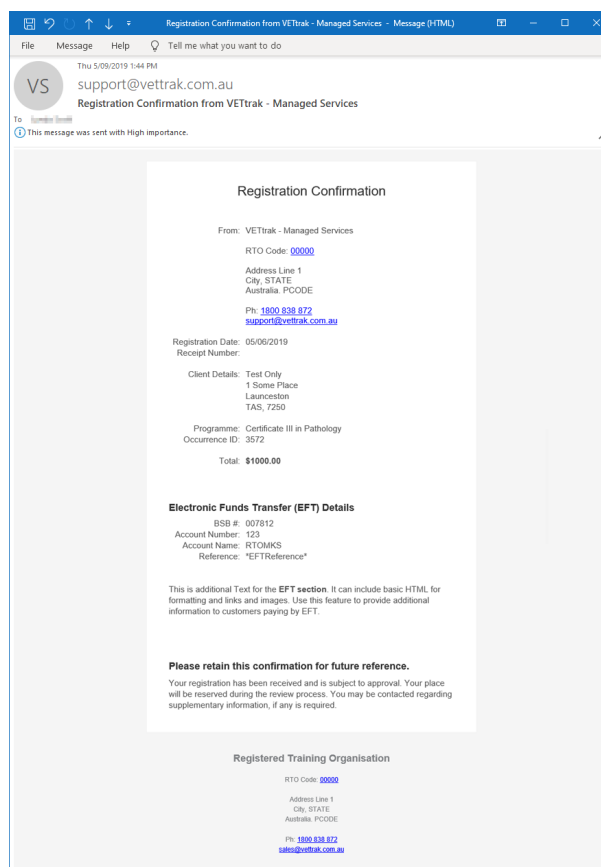 Registration Confirmation from VETtrak - Managed Services - Message (HTML)
File Message Help Tell me what you want to do
Thu 5/09/2019 1:44 PM
VS
support@vettrak.com.au
Registration Confirmation from VETtrak - Managed Services
To
This message was sent with High importance.
Registration Confirmation
From: VETtrak - Managed Services
RTO Code: 00000
Address Line 1
City, STATE
Australia. PCODE
Ph: 1800 838 872
support@vettrak.com.au
Registration Date: 05/06/2019
Receipt Number:
Client Details: Test Only
1 Some Place
Launceston
TAS, 7250
Programme: Certificate III in Pathology
Occurrence ID: 3572
Total: $1000.00
Electronic Funds Transfer (EFT) Details
BSB #: 007812
Account Number: 123
Account Name: RTOMKS
Reference: *EFTReference*
This is additional Text for the EFT section. It can include basic HTML for
formatting and links and images. Use this feature to provide additional
information to customers paying by EFT.
Please retain this confirmation for future reference.
Your registration has been received and is subject to approval. Your place
will be reserved during the review process. You may be contacted regarding
supplementary information, if any is required.
Registered Training Organisation
RTO Code: 00000
Address Line 1
City, STATE
Australia. PCODE
Ph: 1800 838 872
sales@vettrak.com.au